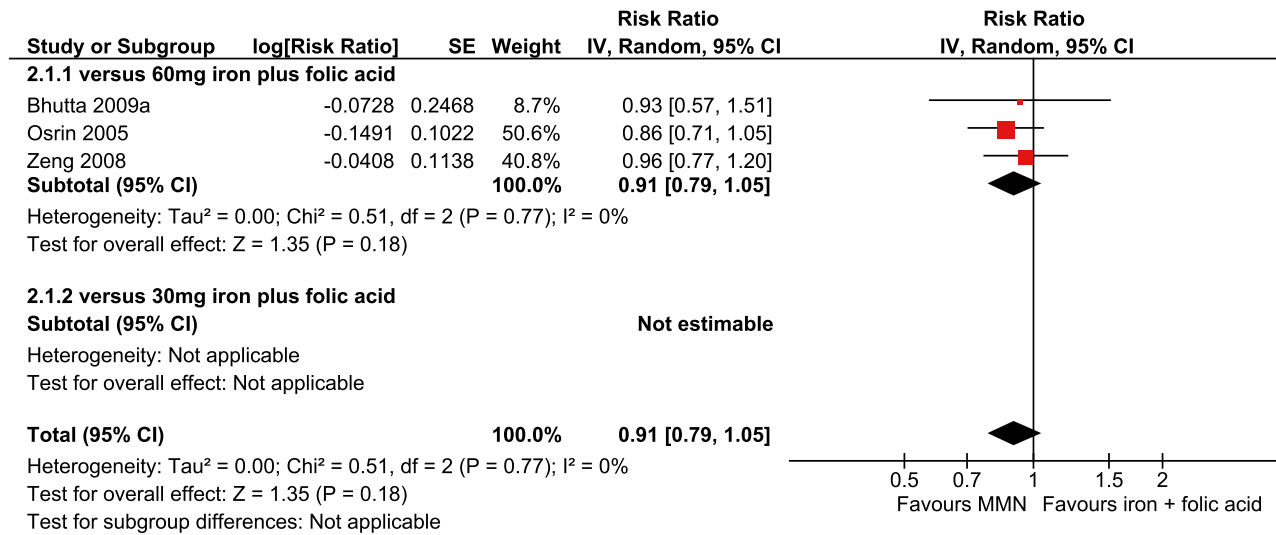 Risk Ratio Risk Ratio
Study or Subgroup log[Risk Ratio] SE Weight IV, Random, 95% CI IV, Random, 95% CI
2.1.1 versus 60mg iron plus folic acid
Bhutta 2009a -0.0728 0.2468 8.7% 0.93 [0.57, 1.51]
Osrin 2005 -0.1491 0.1022 50.6% 0.86 [0.71, 1.05]
Zeng 2008 -0.0408 0.1138 40.8% 0.96 [0.77, 1.20]
Subtotal (95% CI) 100.0% 0.91 [0.79, 1.05]
Heterogeneity: Tau² = 0.00; Chi² = 0.51, df = 2 (P = 0.77); I² = 0%
Test for overall effect: Z = 1.35 (P = 0.18)
2.1.2 versus 30mg iron plus folic acid
Subtotal (95% CI) Not estimable
Heterogeneity: Not applicable
Test for overall effect: Not applicable
Total (95% CI) 100.0% 0.91 [0.79, 1.05]
Heterogeneity: Tau² = 0.00; Chi² = 0.51, df = 2 (P = 0.77); I² = 0%
Test for overall effect: Z = 1.35 (P = 0.18)
Test for subgroup differences: Not applicable
0.5 0.7 1 1.5 2
Favours MMN Favours iron + folic acid